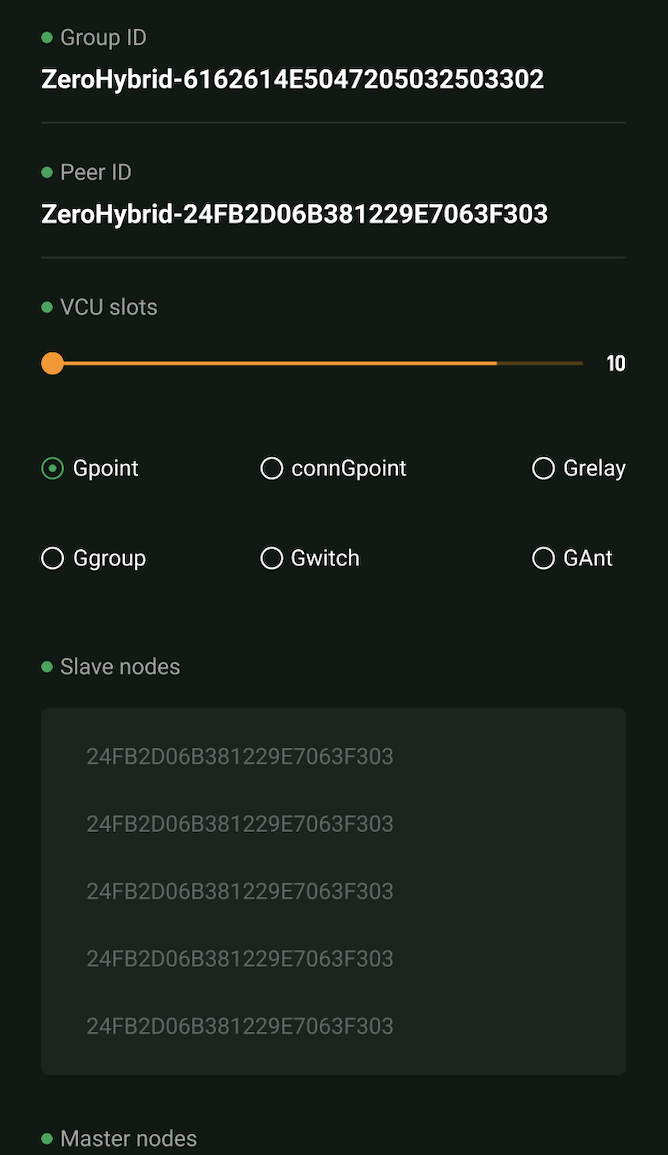 Group ID
ZeroHybrid-6162614E5047205032503302
Peer ID
ZeroHybrid-24FB2D06B381229E7063F303
VCU slots
10
Gpoint connGpoint Grelay
Ggroup Gwitch GAnt
Slave nodes
24FB2D06B381229E7063F303
24FB2D06B381229E7063F303
24FB2D06B381229E7063F303
24FB2D06B381229E7063F303
24FB2D06B381229E7063F303
Master nodes